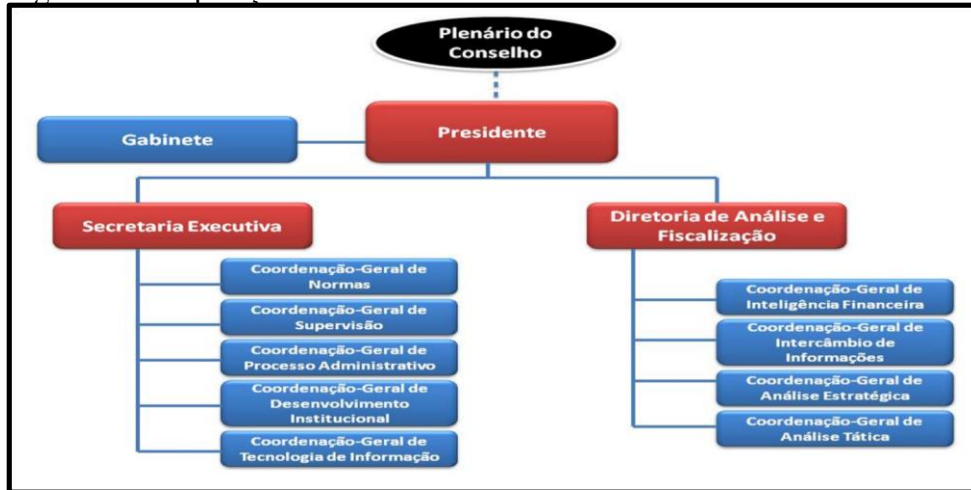 Plenário do
Conselho
Presidente
Gabinete
Secretaria Executiva
Diretoria de Análise e
Fiscalização
Coordenação-Geral de
Normas
Coordenação-Geral de
Supervisão
Coordenação-Geral de
Processo Administrativo
Coordenação-Geral de
Desenvolvimento
Institucional
Coordenação-Geral de
Tecnologia de Informação
Coordenação-Geral de
Inteligência Financeira
Coordenação-Geral de
Intercâmbio de
Informações
Coordenação-Geral de
Análise Estratégica
Coordenação-Geral de
Análise Tática